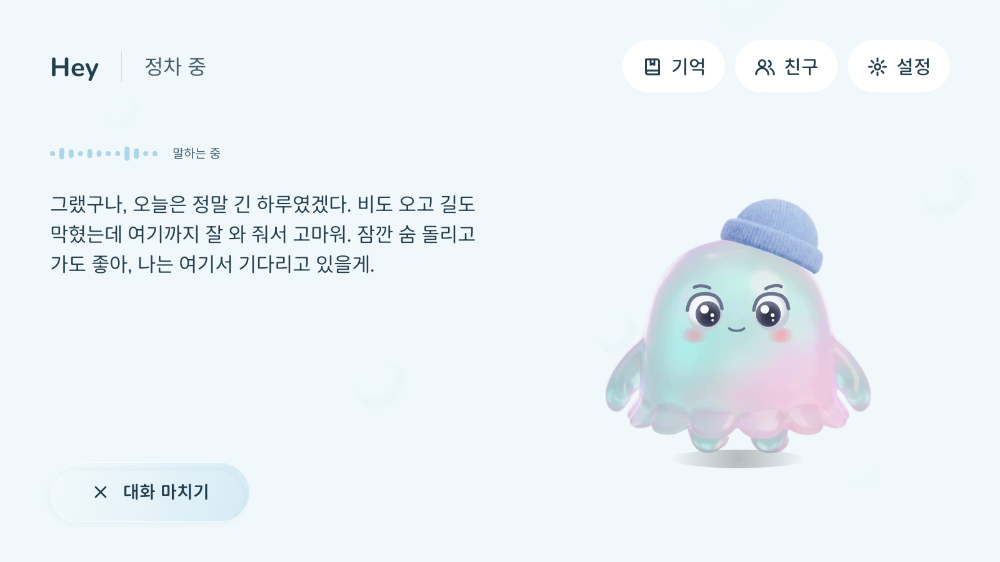 Hey
정차 중
기억
친구
설정
말하는 중
그랬구나, 오늘은 정말 긴 하루였겠다. 비도 오고 길도
막혔는데 여기까지 잘 와 줘서 고마워. 잠깐 숨 돌리고
가도 좋아, 나는 여기서 기다리고 있을게.
대화 마치기